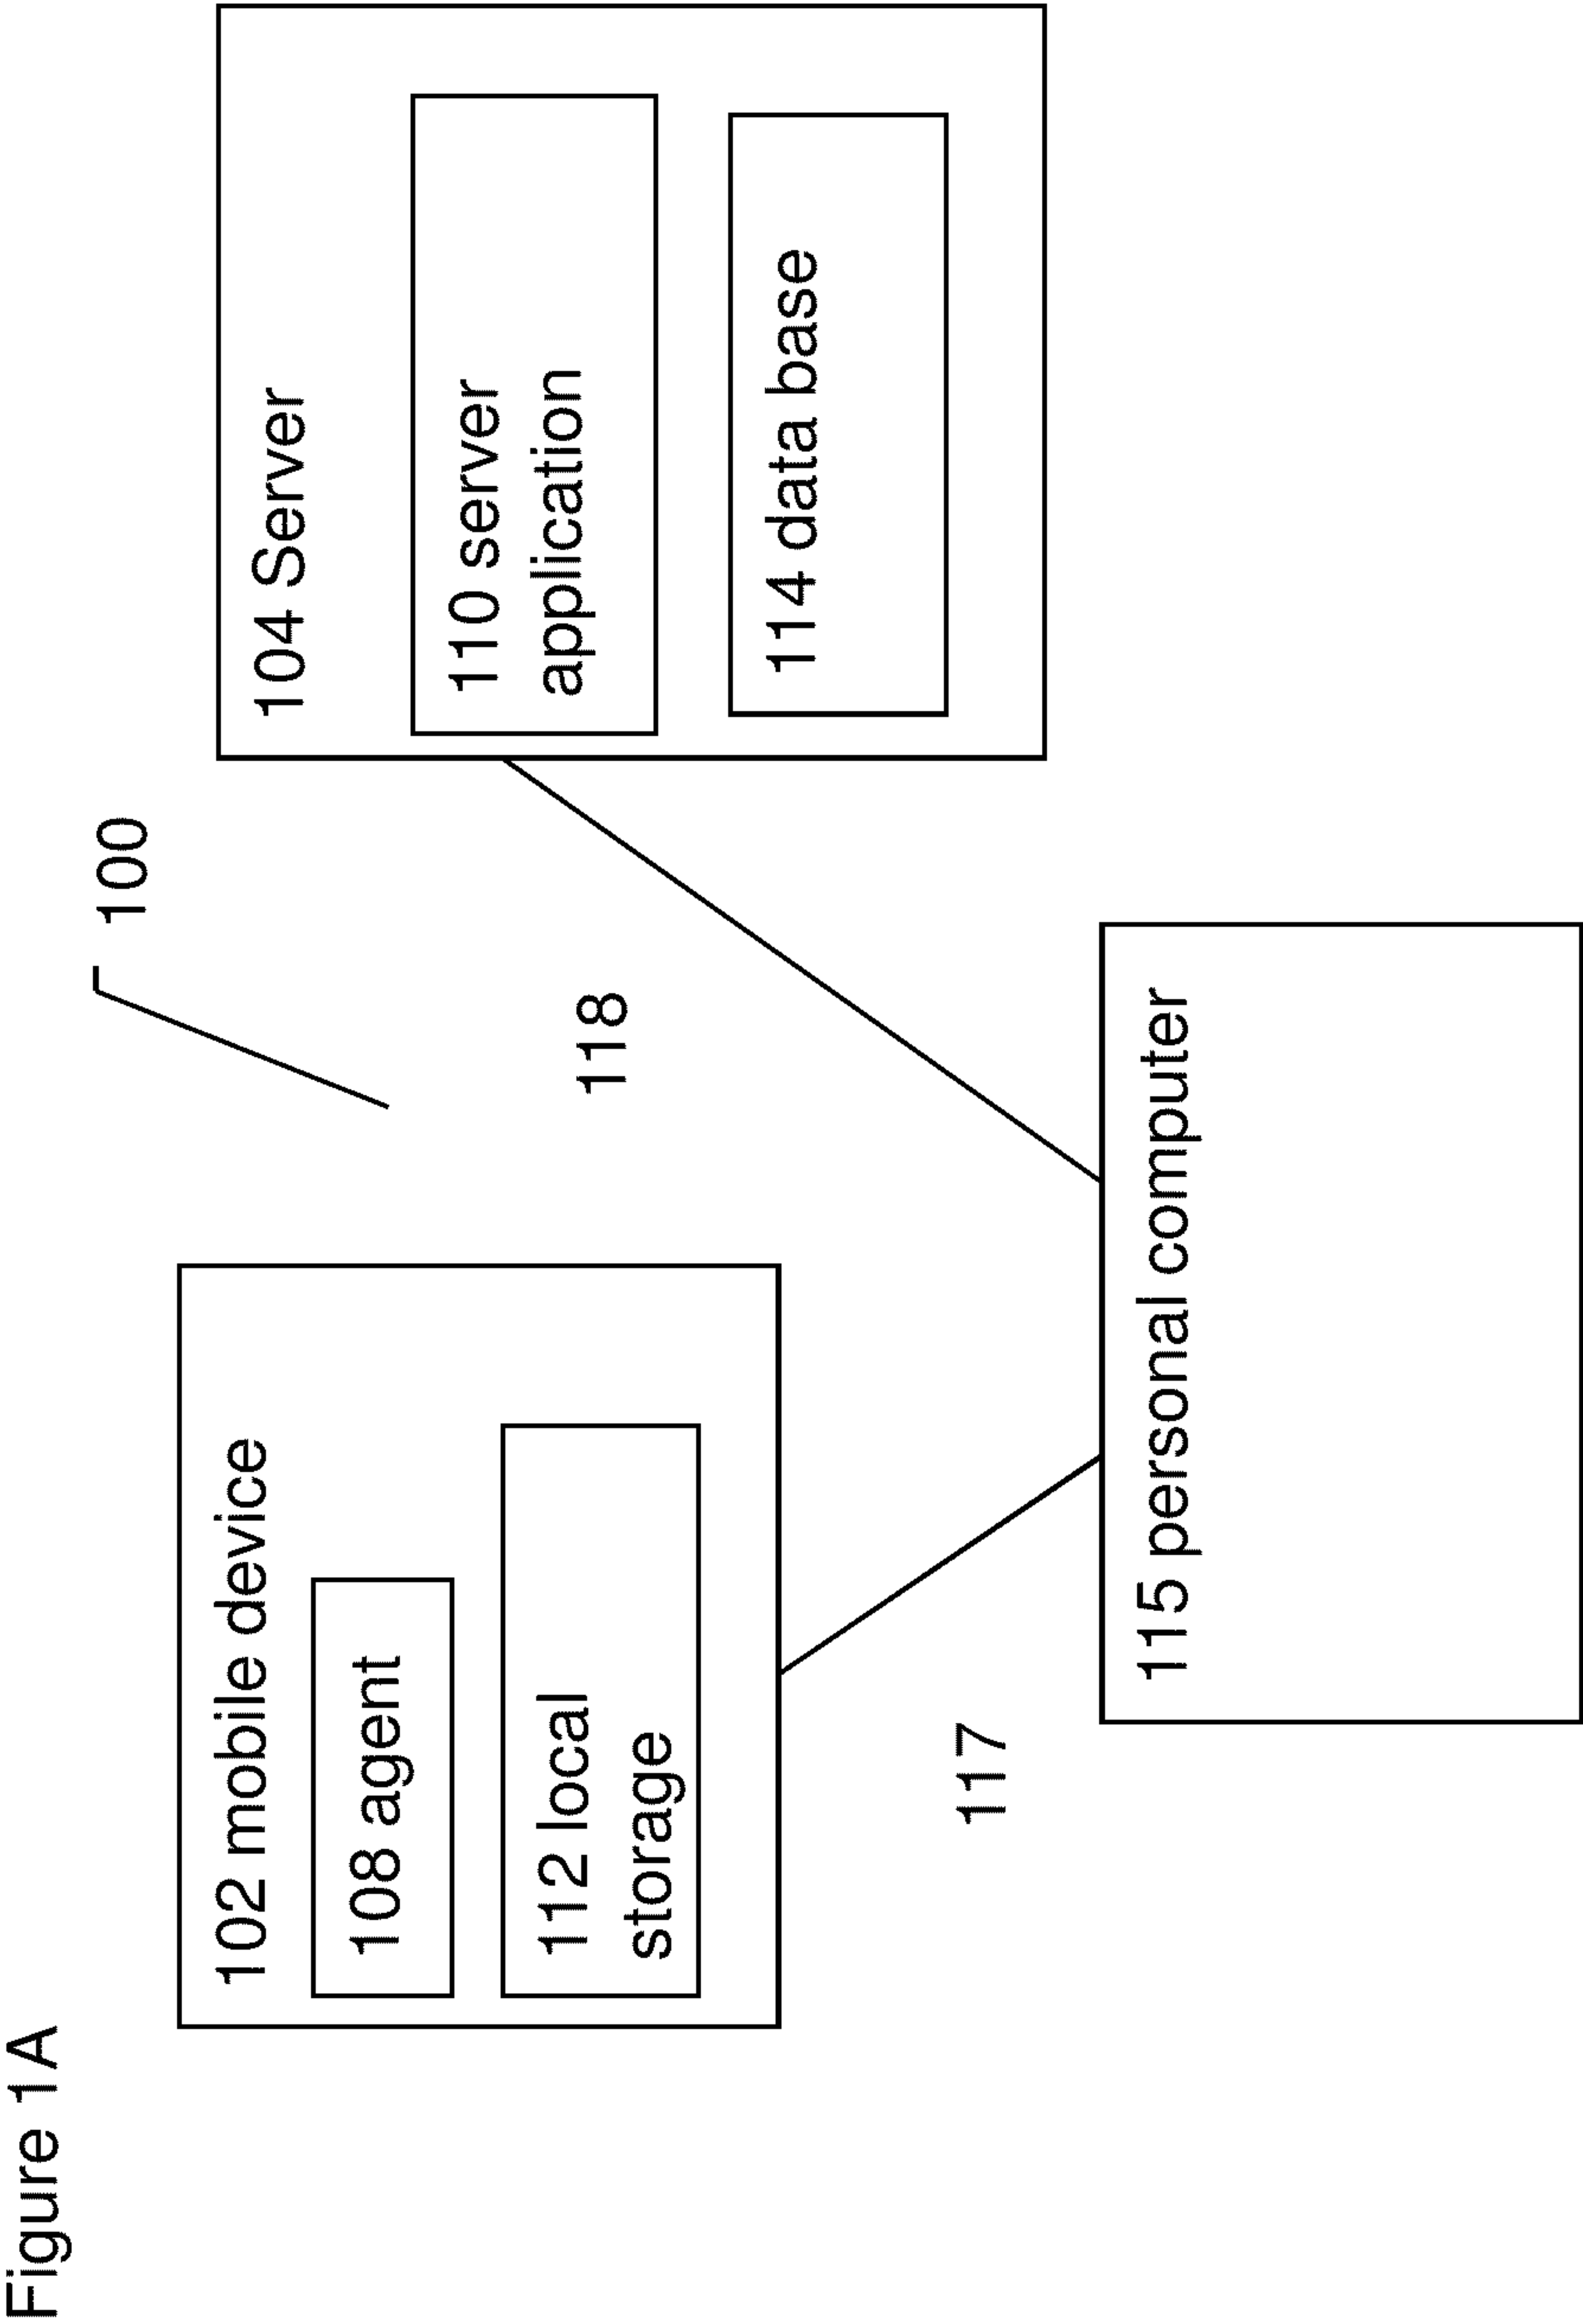 Figure 1A
100
102 mobile device
108 agent
112 local
storage
104 Server
110 server
application
114 data base
118
117
115 personal computer